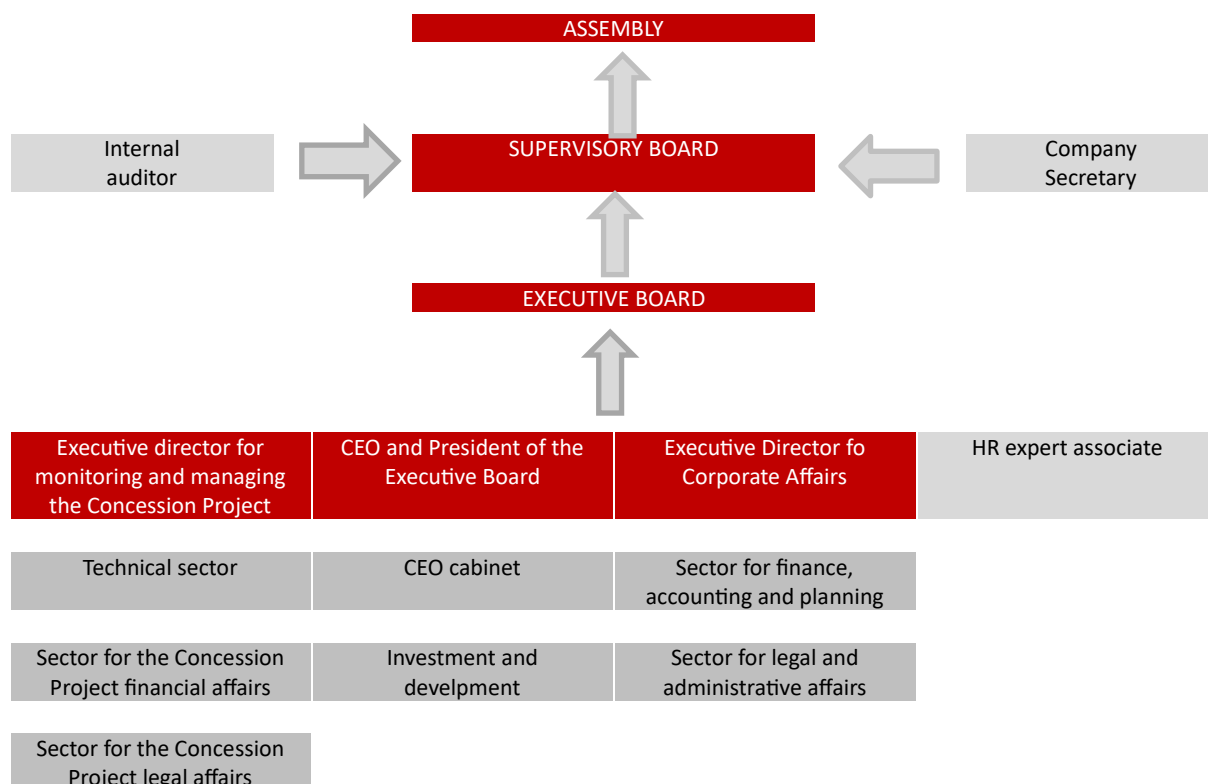 ASSEMBLY
Internal
auditor
SUPERVISORY BOARD
Company
Secretary
EXECUTIVE BOARD
Executive director for
monitoring and managing
the Concession Project
CEO and President of the
Executive Board
Executive Director fo
Corporate Affairs
HR expert associate
Technical sector
CEO cabinet
Sector for finance,
accounting and planning
Sector for the Concession
Project financial affairs
Investment and
develpment
Sector for legal and
administrative affairs
Sector for the Concession
Project legal affairs